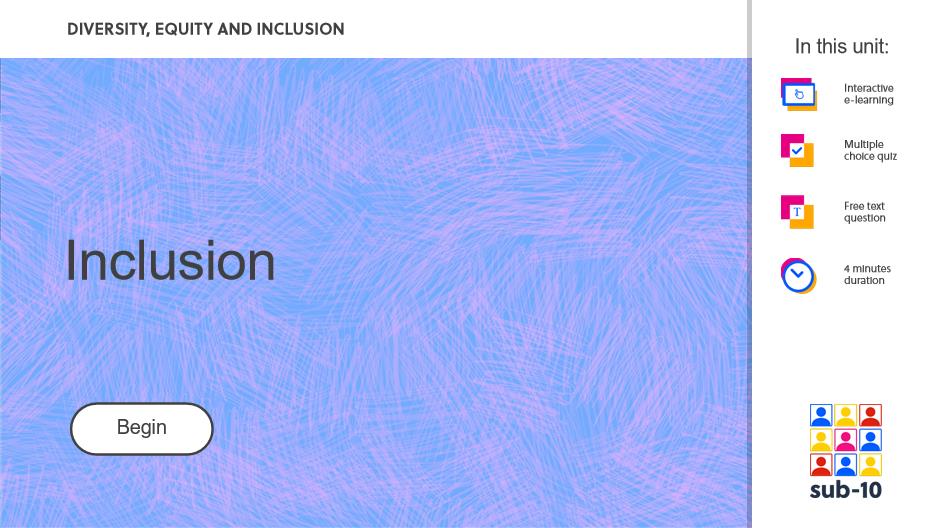 DIVERSITY, EQUITY AND INCLUSION
Inclusion
Begin
In this unit:
Interactive
e-learning
Multiple
choice quiz
T
Free text
question
4 minutes
duration
sub-10